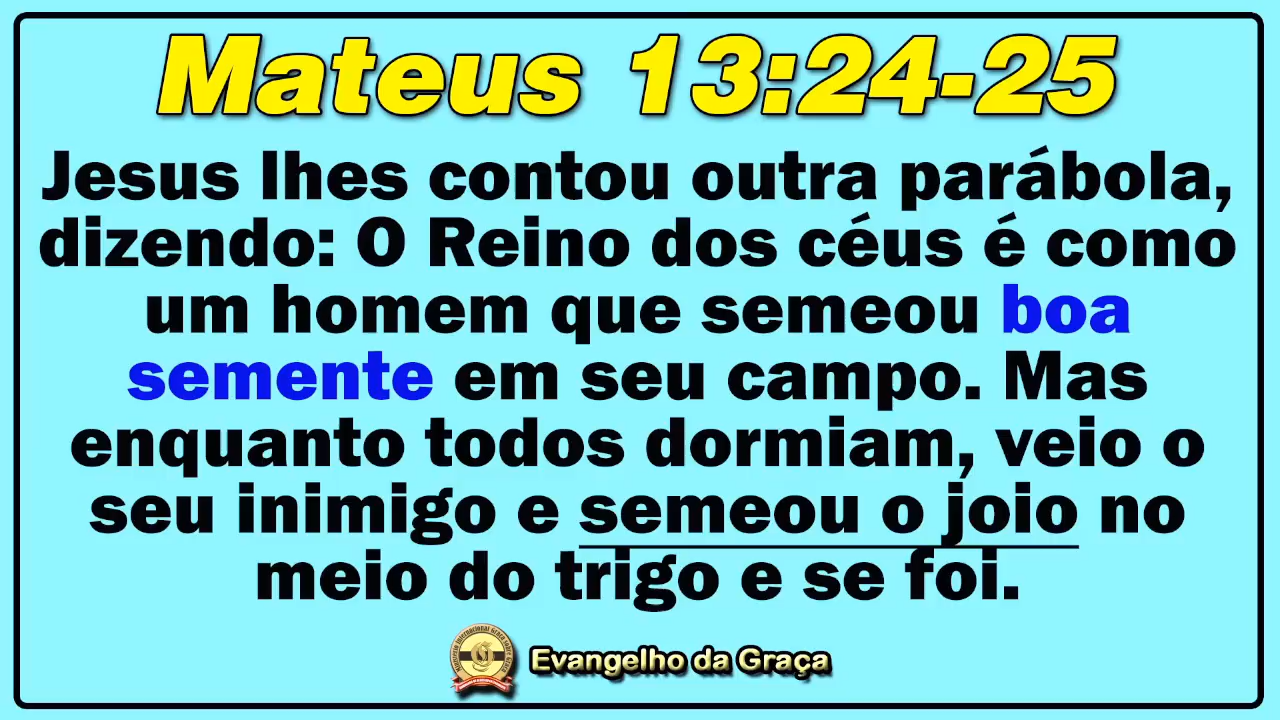 Mateus 13:24-25
Jesus lhes contou outra parábola,
dizendo: O Reino dos céus é como
um homem que semeou boa
semente em seu campo. Mas
enquanto todos dormiam, veio o
seu inimigo e semeou o joio no
meio do trigo e se foi.
Evangelho da Graça